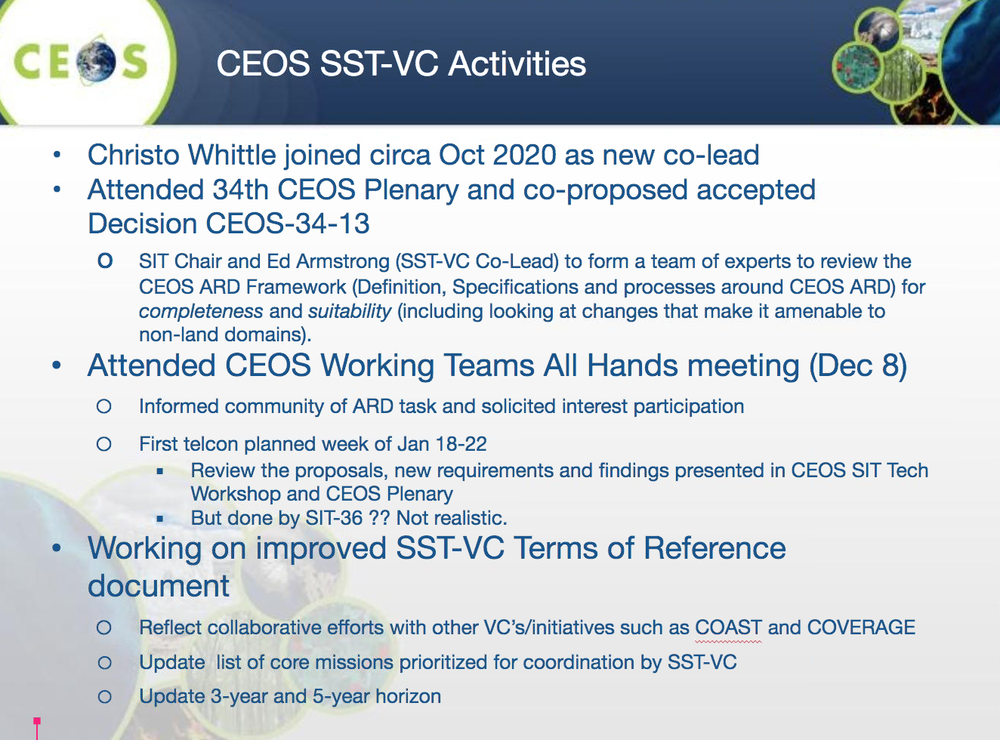 CEOS
CEOS SST-VC Activities
• Christo Whittle joined circa Oct 2020 as new co-lead
• Attended 34th CEOS Plenary and co-proposed accepted
Decision CEOS-34-13
o SIT Chair and Ed Armstrong (SST-VC Co-Lead) to form a team of experts to review the
CEOS ARD Framework (Definition, Specifications and processes around CEOS ARD) for
completeness and suitability (including looking at changes that make it amenable to
non-land domains).
• Attended CEOS Working Teams All Hands meeting (Dec 8)
○ Informed community of ARD task and solicited interest participation
○ First telcon planned week of Jan 18-22
▪ Review the proposals, new requirements and findings presented in CEOS SIT Tech
Workshop and CEOS Plenary
▪ But done by SIT-36 ?? Not realistic.
• Working on improved SST-VC Terms of Reference
document
○ Reflect collaborative efforts with other VC's/initiatives such as COAST and COVERAGE
○ Update  list of core missions prioritized for coordination by SST-VC
○ Update 3-year and 5-year horizon